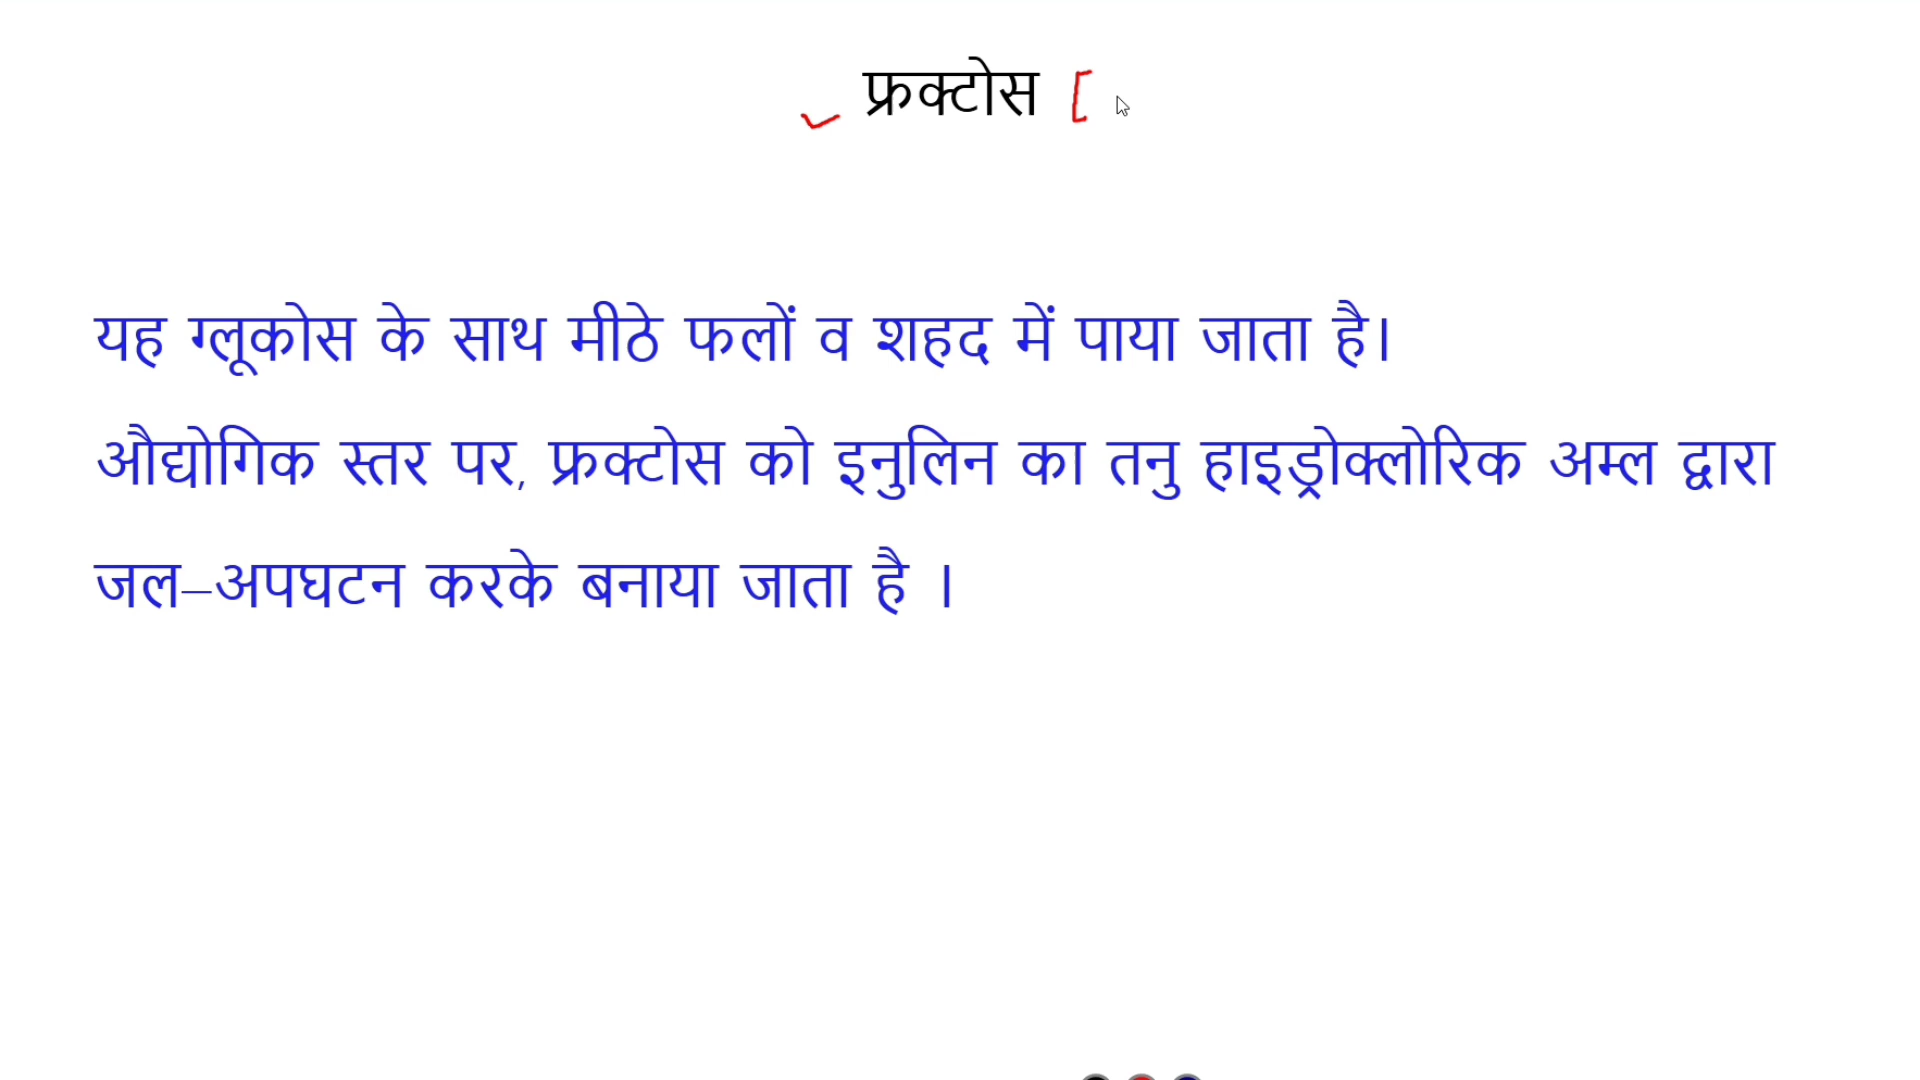 फ्रक्टोस [
यह ग्लूकोस के साथ मीठे फलों व शहद में पाया जाता है।
औद्योगिक स्तर पर, फ्रक्टोस को इनुलिन का तनु हाइड्रोक्लोरिक अम्ल द्वारा
जल–अपघटन करके बनाया जाता है ।